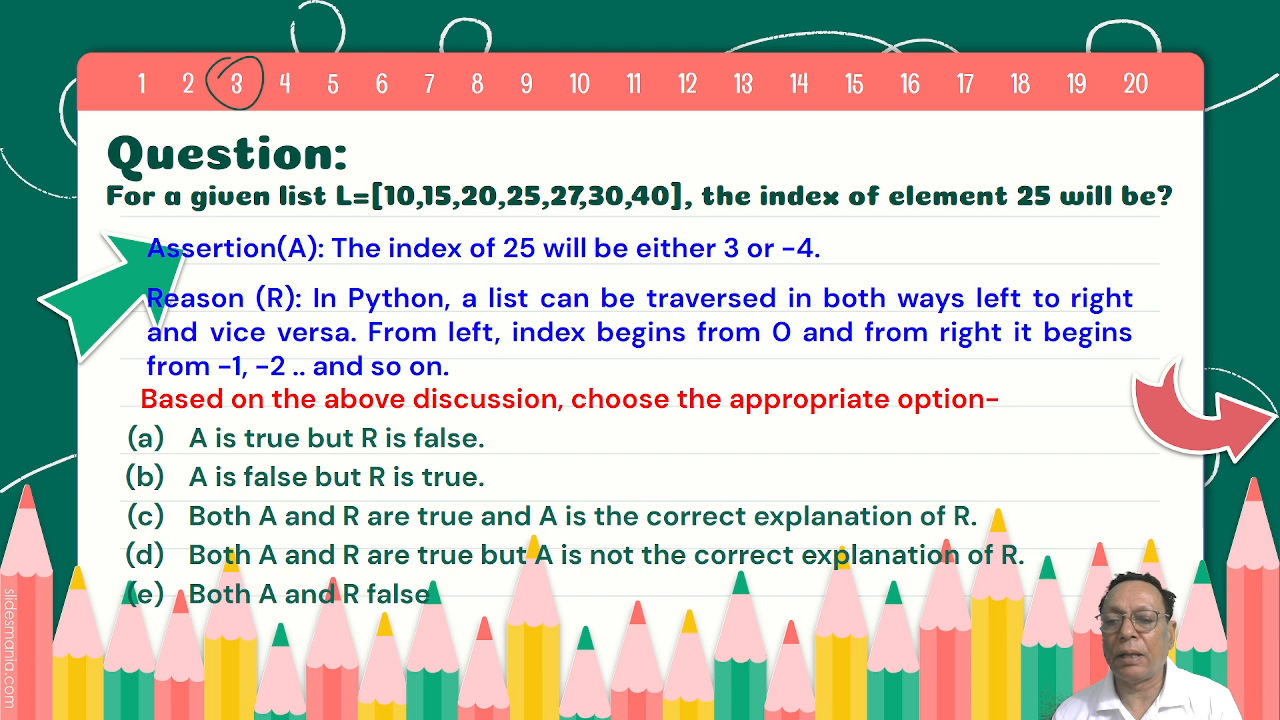 1 2 3 4 5 6 7 8 9 10 11 12 13 14 15 16 17 18 19 20
Question:
For a given list L=[10,15,20,25,27,30,40], the index of element 25 will be?
Assertion(A): The index of 25 will be either 3 or -4.
Reason (R): In Python, a list can be traversed in both ways left to right
and vice versa. From left, index begins from 0 and from right it begins
from -1, -2 .. and so on.
Based on the above discussion, choose the appropriate option-
(a) A is true but R is false.
(b) A is false but R is true.
(c) Both A and R are true and A is the correct explanation of R.
(d) Both A and R are true but A is not the correct explanation of R.
(e) Both A and R false
slidesmania.com